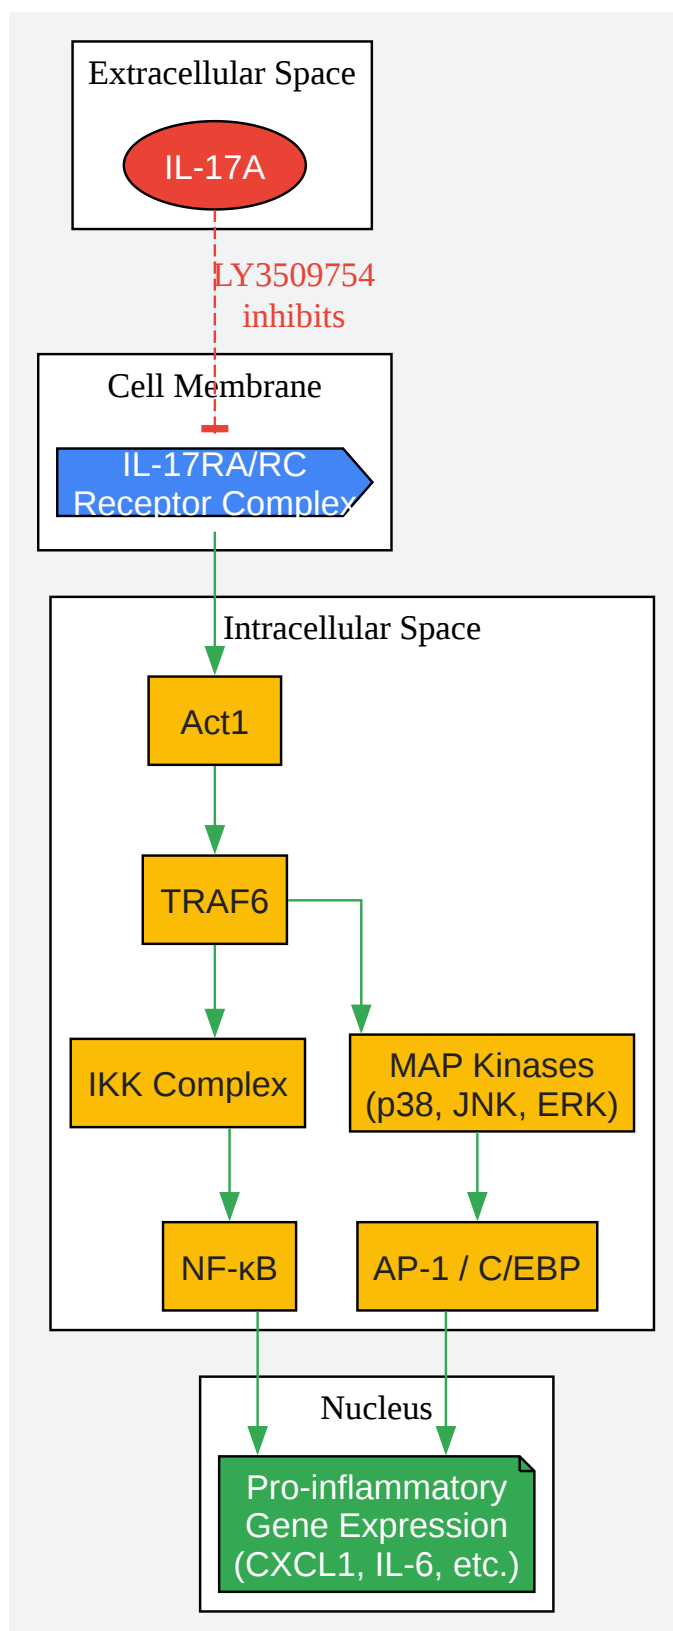 Extracellular Space
IL-17A
LY3509754
inhibits
Cell Membrane
IL-17RA/RC
Receptor Complex
Intracellular Space
Act1
TRAF6
IKK Complex
MAP Kinases
(p38, JNK, ERK)
NF-κB
AP-1 / C/EBP
Nucleus
Pro-inflammatory
Gene Expression
(CXCL1, IL-6, etc.)